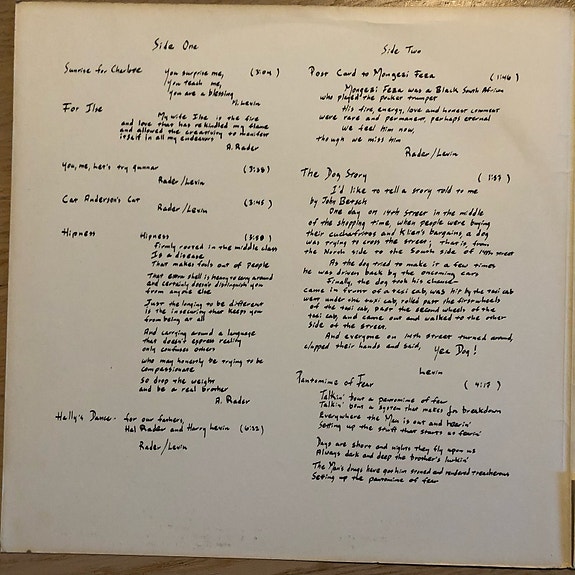 Side One
Sunrise for Charlotte You surprise me, (3:04)
You teach me,
You are a blessing
M. Levin
For Ilse
My wife Ilse is the fire
and love that has rekindled my flame
and allowed the creativity to manifest
itself in all my endeavors
A. Rader
You, me, Let's try gunnar (3:38)
Rader/Levin
Cat Anderson's Cut (3:45)
Rader/Levin
Hipness Hipness (3:58)
Firmly rooted in the middle class
Is a disease
That makes fools out of people
That esoom shell is heavy to carry around
and certainly doesn't distinguish you
from anyone else
Just the longing to be different
is the insecurity that keeps you
from being at all
And carrying around a language
that doesn't express reality
only confuses others
who may honestly be trying to be
compassionate
So drop the weight
and be a real brother
A. Rader
Hally's Dance - for our fathers,
Hal Rader and Harry Levin (6:22)
Rader/Levin
Side Two
Post Card to Mongezi Feza (1:46)
Mongezi Feza was a Black South African
who played the pocket trumpet
His fire, energy, love and honest comment
were rare and permanent, perhaps eternal
We feel him now,
though we miss him
Rader/Levin
The Dog Story (1:57)
I'd like to tell a story told to me
by John Betsch
One day on 14th street in the middle
of the shopping time, when people were buying
their cuchafritos and Klien's bargains, a dog
was trying to cross the street, that is, from
the North side to the South side of 14th street
As the dog tried to make it a few times
he was driven back by the oncoming cars
Finally, the dog took his chance -
came in front of a taxi cab, was hit by the taxi cab
went under the taxi cab, rolled past the first wheels
of the taxi cab, past the second wheels of the
taxi cab, and came out and walked to the other
side of the street.
And everyone on 14th street turned around,
clapped their hands and said, Yea Dog!
Levin
Pantomime of Fear (4:17)
Talkin' bout a pantomime of fear
Talkin' bout a system that makes for breakdown
Everywhere the Man is out and hearin'
Setting up the stuff that starts us fearin'
Days are short and nights they fly upon us
Always dark and deep the brother's lurkin'
The Man's drugs have got him stoned and rendered treacherous
Setting up the pantomime of fear